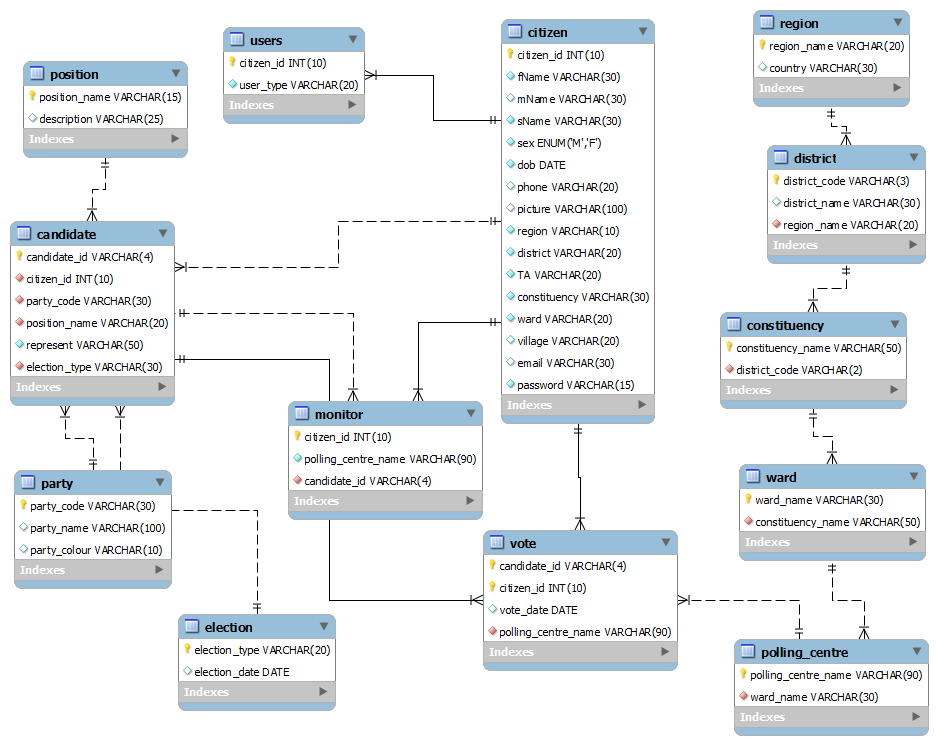 position
position_name VARCHAR(15)
description VARCHAR(25)
Indexes
users
citizen_id INT(10)
user_type VARCHAR(20)
Indexes
citizen
citizen_id INT(10)
fName VARCHAR(30)
mName VARCHAR(30)
sName VARCHAR(30)
sex ENUM('M','F')
dob DATE
phone VARCHAR(20)
picture VARCHAR(100)
region VARCHAR(10)
district VARCHAR(20)
TA VARCHAR(20)
constituency VARCHAR(30)
ward VARCHAR(20)
village VARCHAR(20)
email VARCHAR(30)
password VARCHAR(15)
Indexes
region
region_name VARCHAR(20)
country VARCHAR(30)
Indexes
district
district_code VARCHAR(3)
district_name VARCHAR(30)
region_name VARCHAR(20)
Indexes
candidate
candidate_id VARCHAR(4)
citizen_id INT(10)
party_code VARCHAR(30)
position_name VARCHAR(20)
represent VARCHAR(50)
election_type VARCHAR(30)
Indexes
constituency
constituency_name VARCHAR(50)
district_code VARCHAR(2)
Indexes
monitor
citizen_id INT(10)
polling_centre_name VARCHAR(90)
candidate_id VARCHAR(4)
Indexes
party
party_code VARCHAR(30)
party_name VARCHAR(100)
party_colour VARCHAR(10)
Indexes
ward
ward_name VARCHAR(30)
constituency_name VARCHAR(50)
Indexes
vote
candidate_id VARCHAR(4)
citizen_id INT(10)
vote_date DATE
polling_centre_name VARCHAR(90)
Indexes
election
election_type VARCHAR(20)
election_date DATE
Indexes
polling_centre
polling_centre_name VARCHAR(90)
ward_name VARCHAR(30)
Indexes